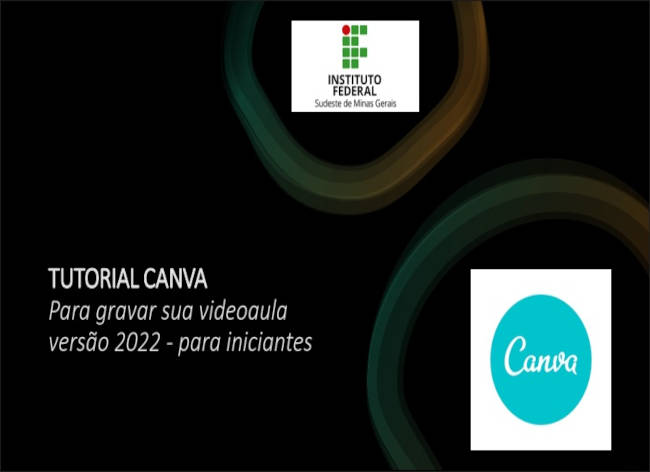 INSTITUTO
FEDERAL
Sudeste de Minas Gerais
TUTORIAL CANVA
Para gravar sua videoaula
versão 2022 - para iniciantes
Canva